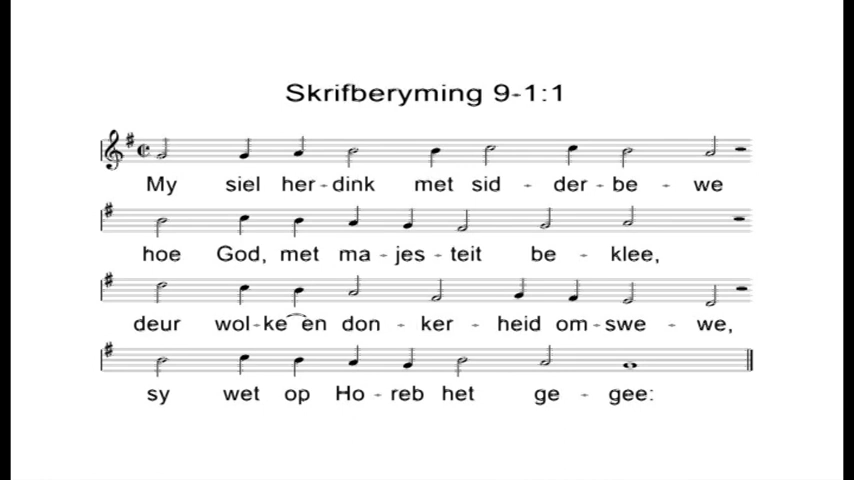 Skrifberyming 9-1:1
My siel her-dink met sid-der-be-we
hoe God, met ma-jes-teit be-klee,
deur wol-ke en don-ker-heid om-swe-we,
sy wet op Ho-reb het ge-gee: